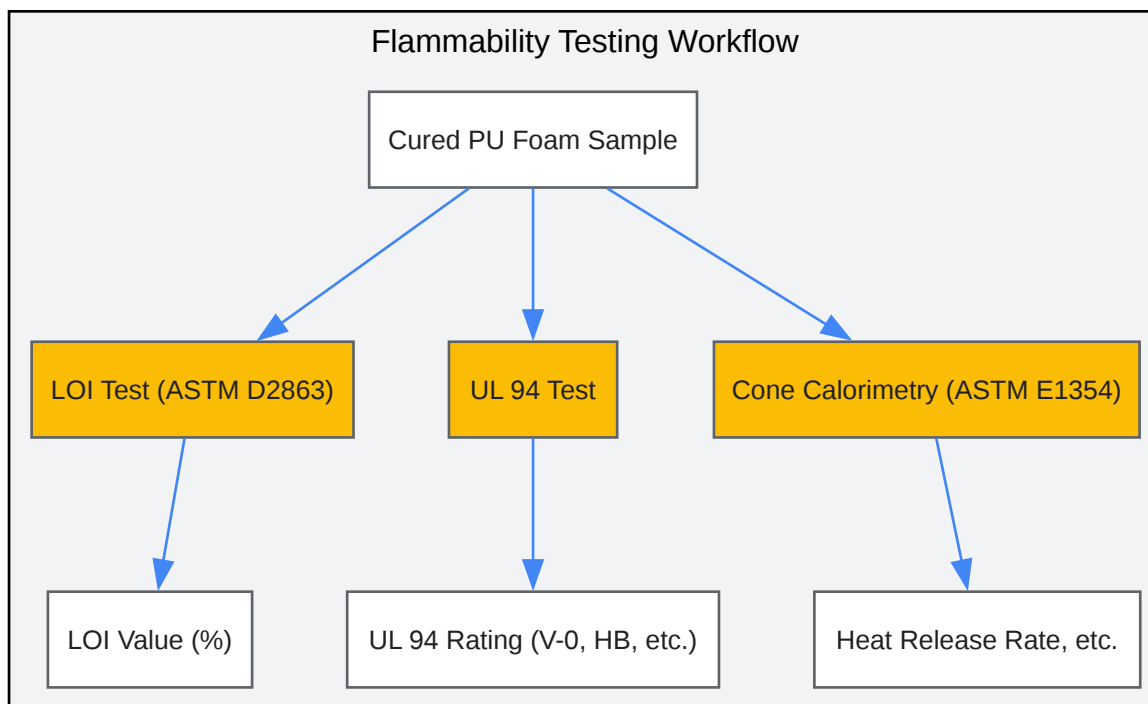 Flammability Testing Workflow
Cured PU Foam Sample
LOI Test (ASTM D2863)
UL 94 Test
Cone Calorimetry (ASTM E1354)
LOI Value (%)
UL 94 Rating (V-0, HB, etc.)
Heat Release Rate, etc.